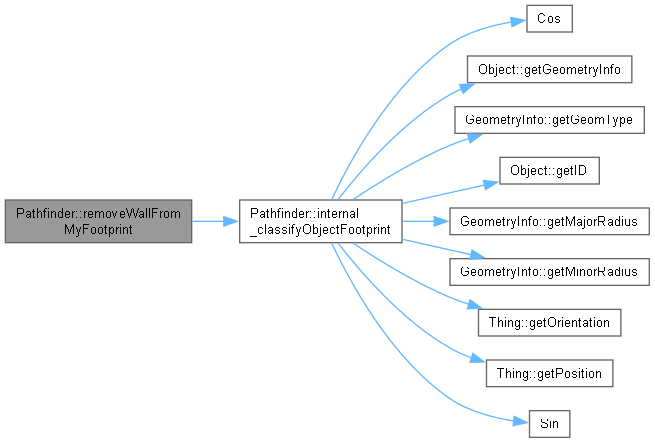 Pathfinder::removeWallFrom
MyFootprint
Pathfinder::internal
_classifyObjectFootprint
Cos
Object::getGeometryInfo
GeometryInfo::getGeomType
Object::getID
GeometryInfo::getMajorRadius
GeometryInfo::getMinorRadius
Thing::getOrientation
Thing::getPosition
Sin